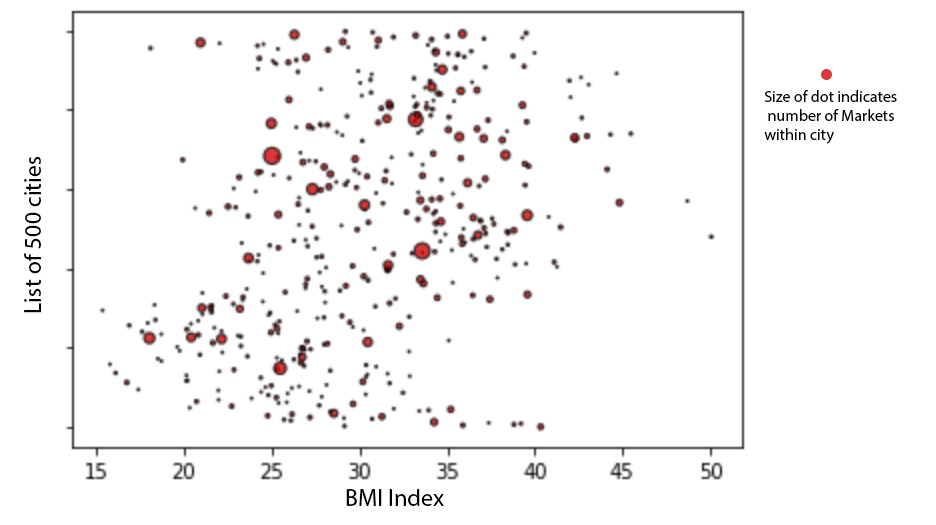 Size of dot indicates
number of Markets
within city
List of 500 cities
15 20 25 30 35 40 45 50
BMI Index